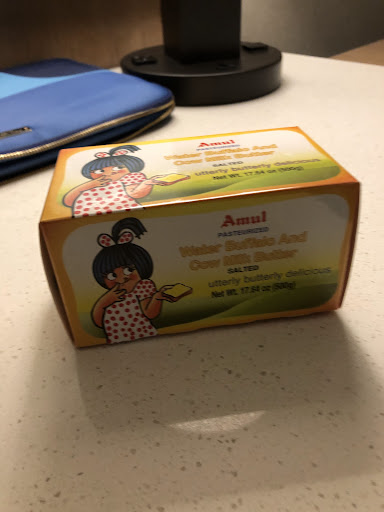 Amul
PASTEURIZED
Water Buffalo And
Cow Milk Butter
SALTED
utterly butterly delicious
Net Wt. 17.64 oz (500g)
Amul
PASTEURIZED
Water Buffalo And
Cow Milk Butter
SALTED
utterly butterly delicious
Net Wt. 17.64 oz (500g)